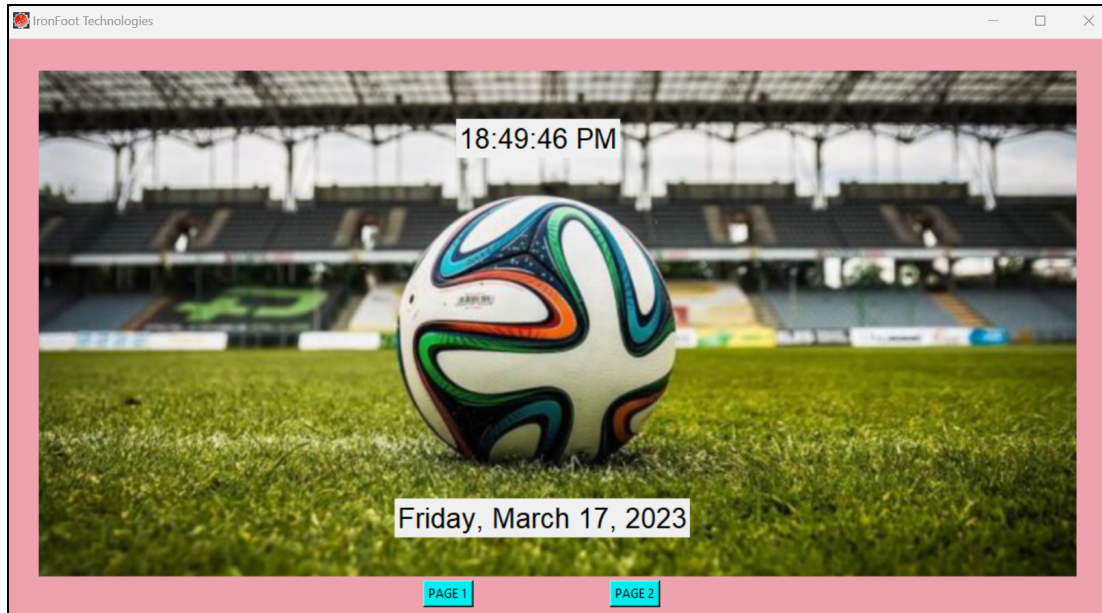 IronFoot Technologies
18:49:46 PM
Friday, March 17, 2023
PAGE 1
PAGE 2